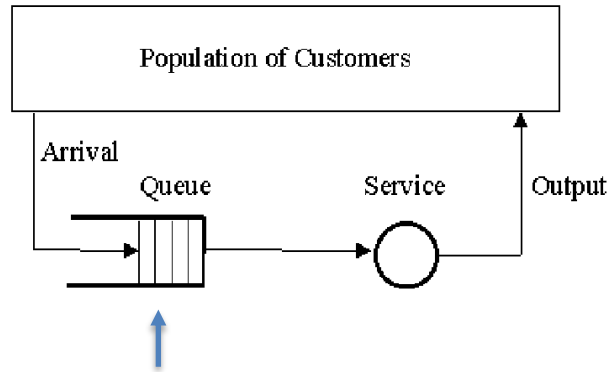 Population of Customers
Arrival
Queue
Service
Output